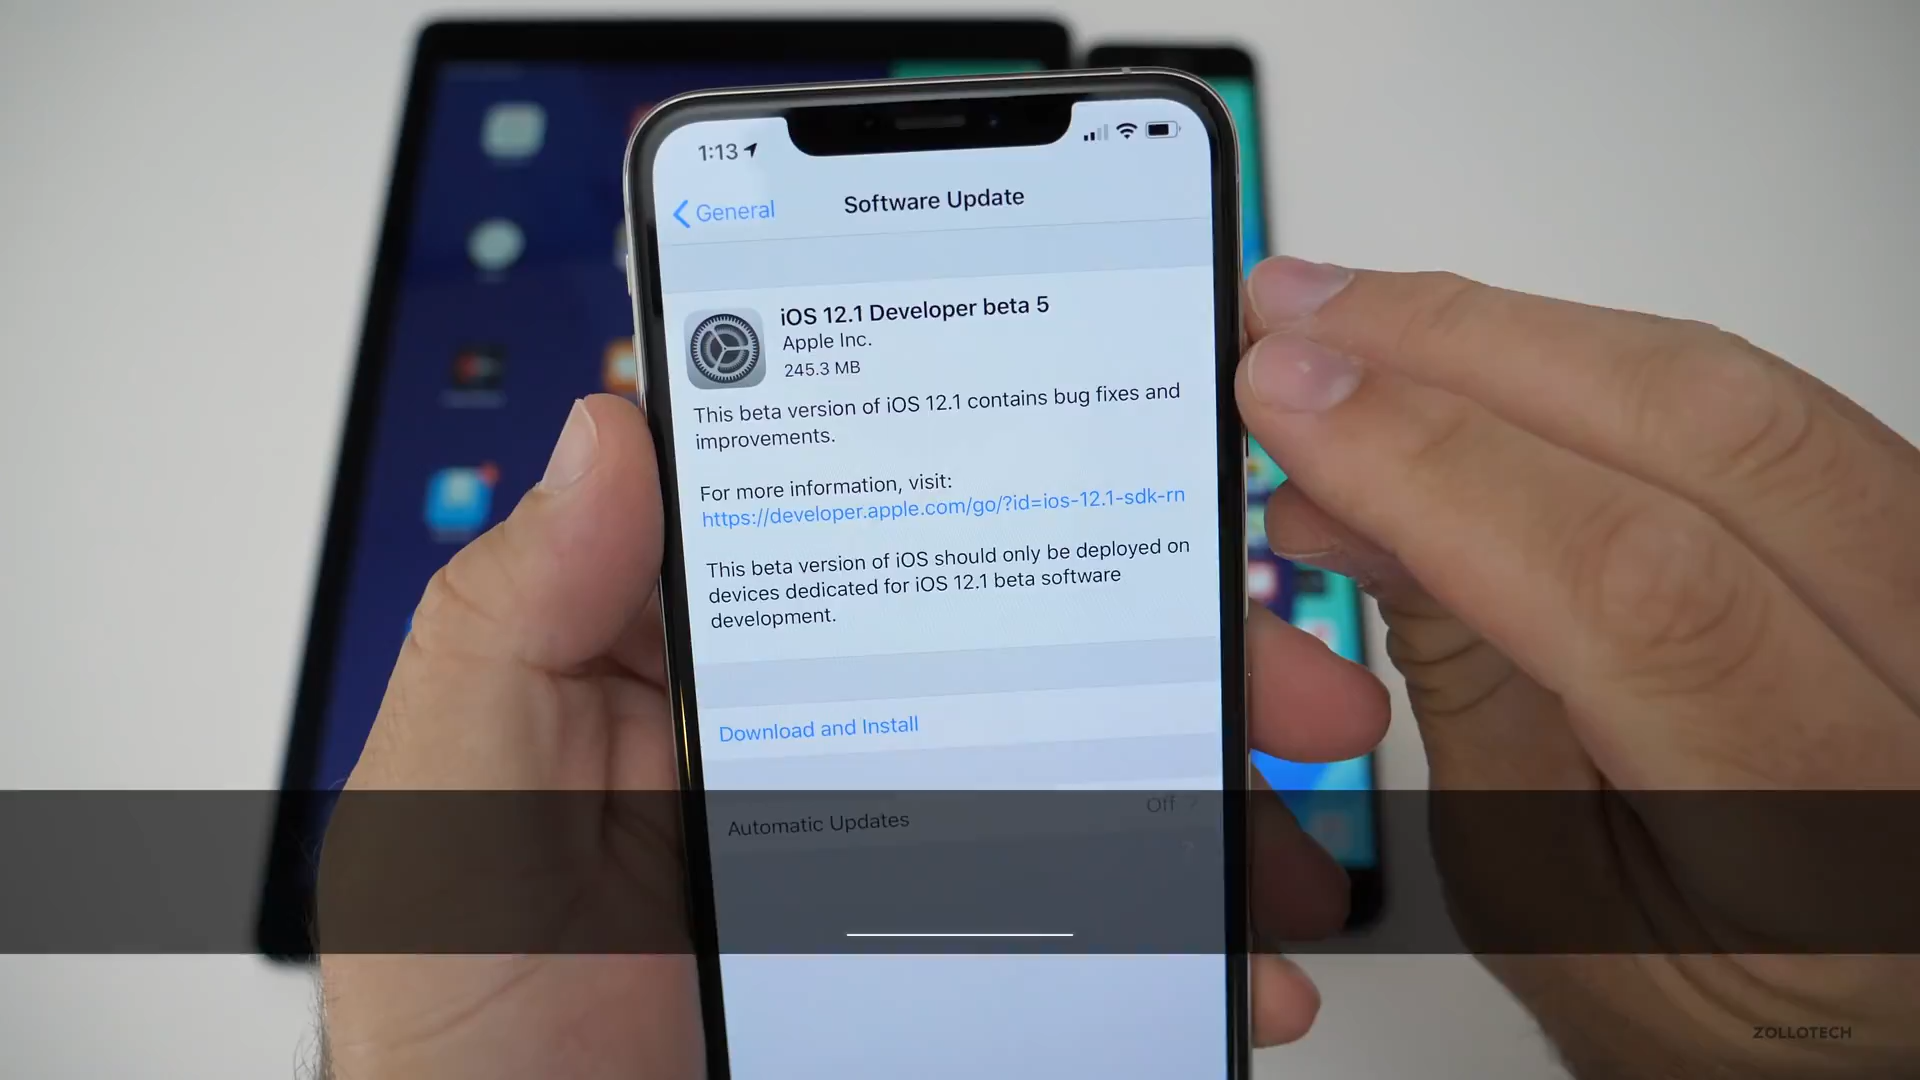 1:13
General
Software Update
iOS 12.1 Developer beta 5
Apple Inc.
245.3 MB
This beta version of iOS 12.1 contains bug fixes and
improvements.
For more information, visit:
https://developer.apple.com/go/?id=ios-12.1-sdk-rn
This beta version of iOS should only be deployed on
devices dedicated for iOS 12.1 beta software
development.
Download and Install
Automatic Updates Off
ZOLLOTECH